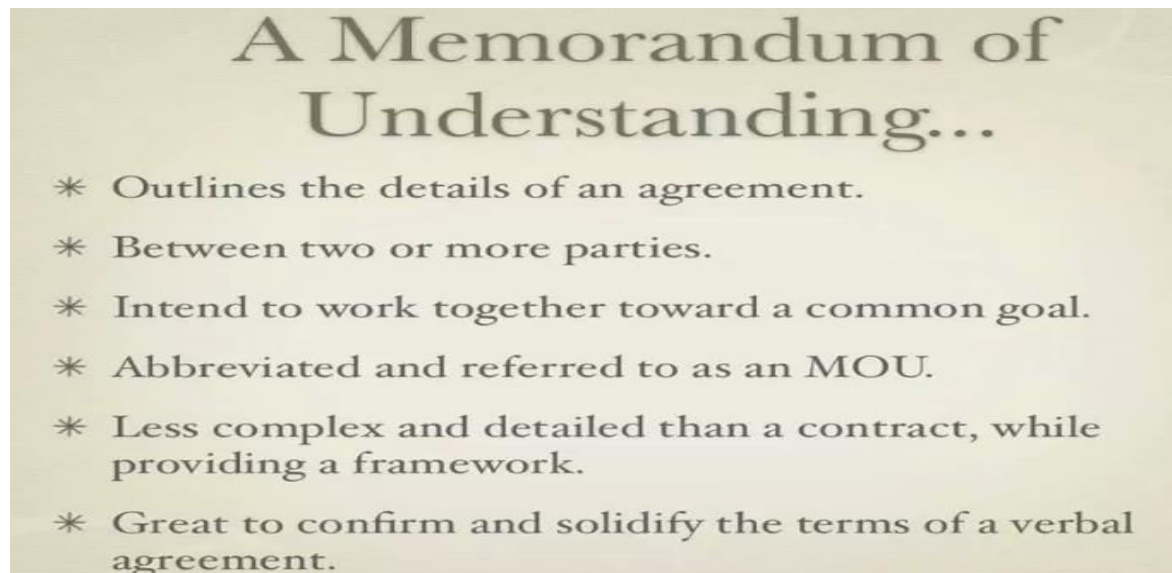 A Memorandum of
Understanding...
* Outlines the details of an agreement.
* Between two or more parties.
* Intend to work together toward a common goal.
* Abbreviated and referred to as an MOU.
* Less complex and detailed than a contract, while
providing a framework.
* Great to confirm and solidify the terms of a verbal
agreement.